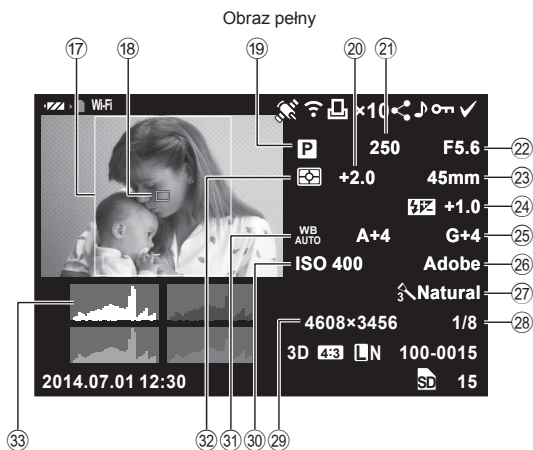 Obraz pełny
⑰ ⑱ ⑲ ⑳ ㉑
Wi-Fi ×10
P 250 F5.6 ㉒
+2.0 45mm ㉓
+1.0 ㉔
WB AUTO A+4 G+4 ㉕
ISO 400 Adobe ㉖
3 Natural ㉗
4608×3456 1/8 ㉘
3D 4:3 L N 100-0015
2014.07.01 12:30 SD 15
㉝ ㉜ ㉛ ㉚ ㉙